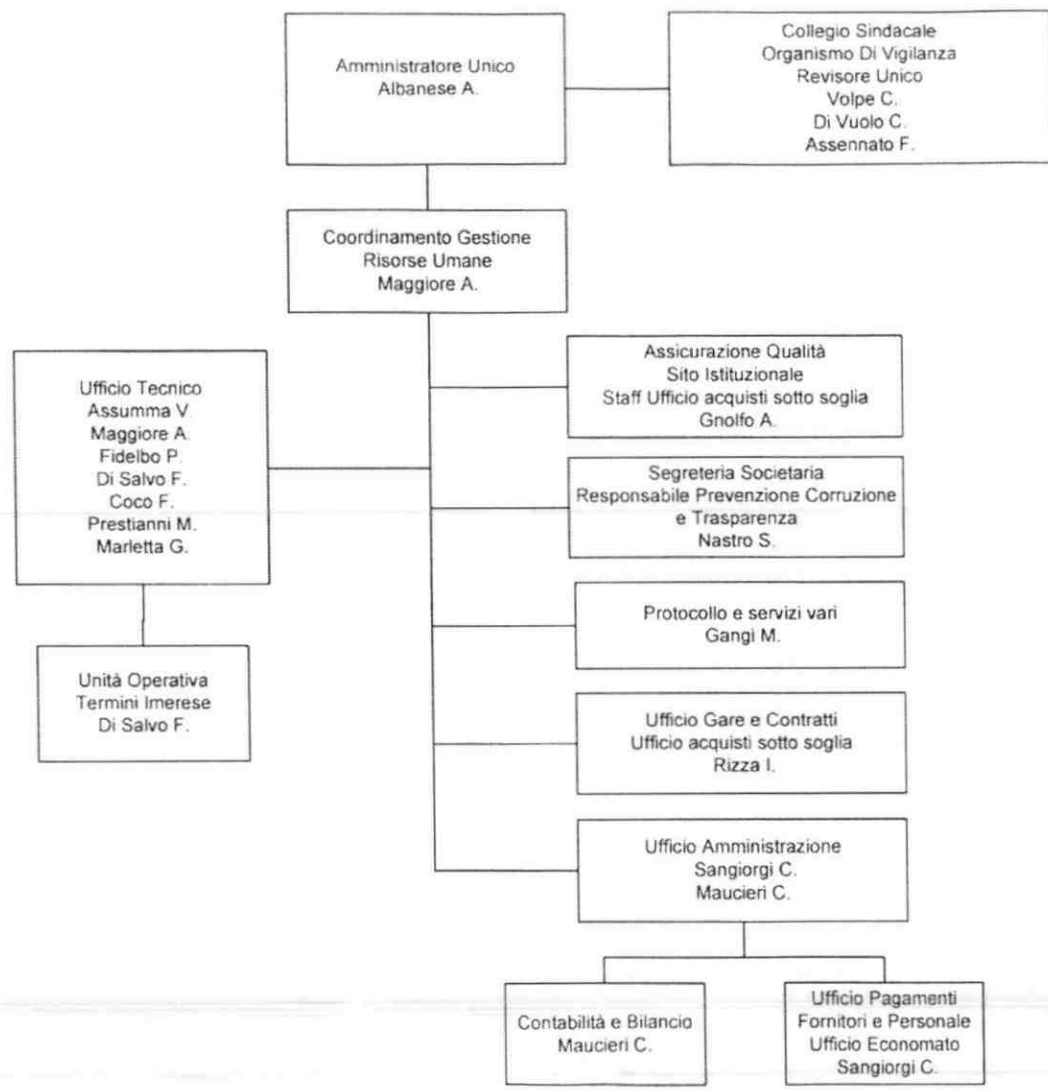 Amministratore Unico
Albanese A.
Collegio Sindacale
Organismo Di Vigilanza
Revisore Unico
Volpe C.
Di Vuolo C.
Assennato F.
Coordinamento Gestione
Risorse Umane
Maggiore A.
Ufficio Tecnico
Assumma V.
Maggiore A.
Fidelbo P.
Di Salvo F.
Coco F.
Prestianni M.
Marletta G.
Unità Operativa
Termini Imerese
Di Salvo F.
Assicurazione Qualità
Sito Istituzionale
Staff Ufficio acquisti sotto soglia
Gnolfo A.
Segreteria Societaria
Responsabile Prevenzione Corruzione
e Trasparenza
Nastro S.
Protocollo e servizi vari
Gangi M.
Ufficio Gare e Contratti
Ufficio acquisti sotto soglia
Rizza I.
Ufficio Amministrazione
Sangiorgi C.
Maucieri C.
Contabilità e Bilancio
Maucieri C.
Ufficio Pagamenti
Fornitori e Personale
Ufficio Economato
Sangiorgi C.